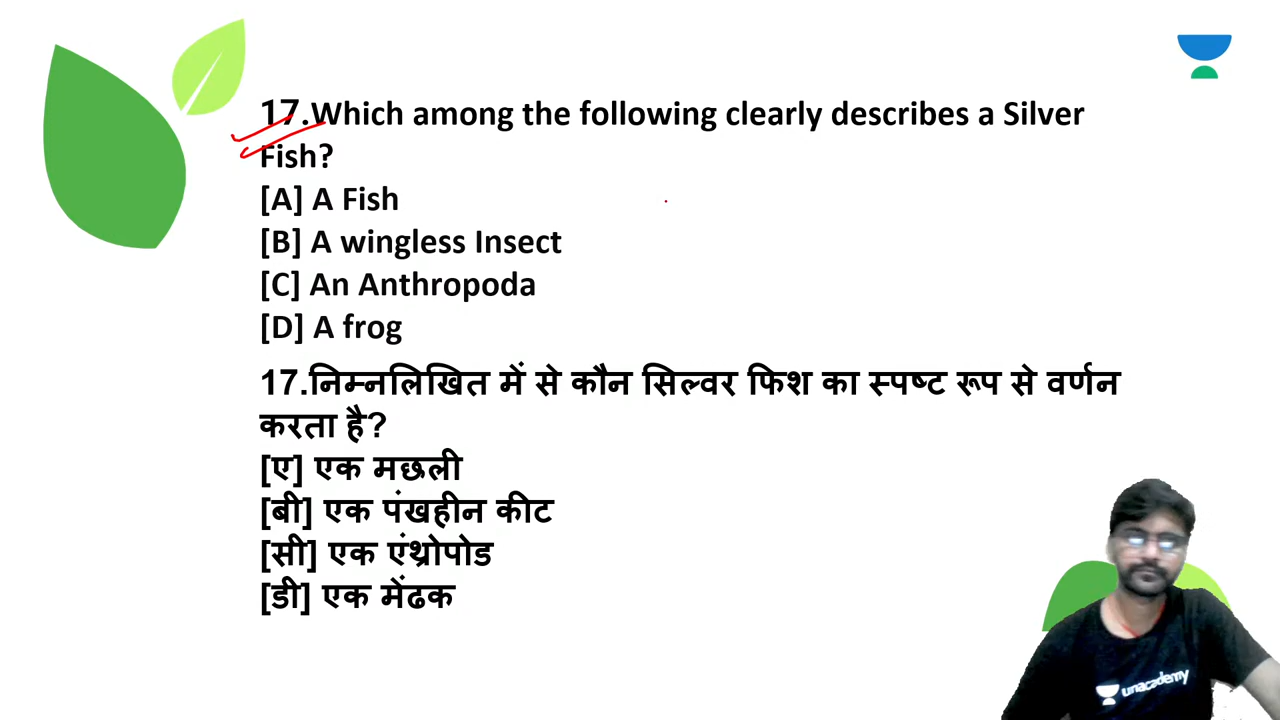 17.Which among the following clearly describes a Silver
Fish?
[A] A Fish
[B] A wingless Insect
[C] An Anthropoda
[D] A frog
17.निम्नलिखित में से कौन सिल्वर फिश का स्पष्ट रूप से वर्णन
करता है?
[ए] एक मछली
[बी] एक पंखहीन कीट
[सी] एक एंथ्रोपोड
[डी] एक मेंढक
unacademy